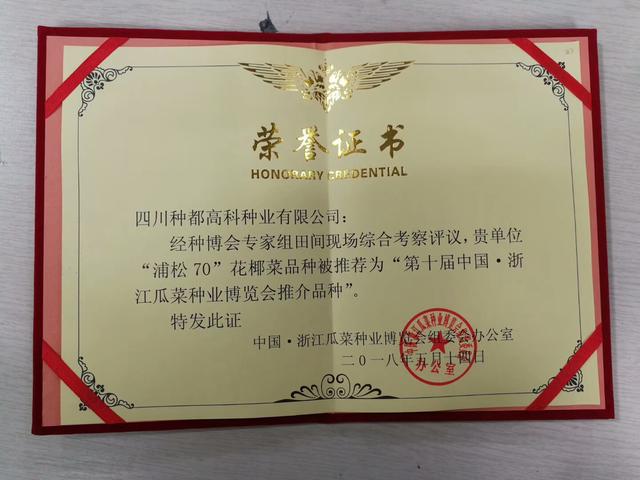 荣誉证书
HONORARY CREDENTIAL
四川种都高科种业有限公司：
经种博会专家组田间现场综合考察评议，贵单位
“浦松 70”花椰菜品种被推荐为“第十届中国·浙
江瓜菜种业博览会推介品种”。
特发此证
中国·浙江瓜菜种业博览会组委会办公室
二0一八年五月十四日
办公室